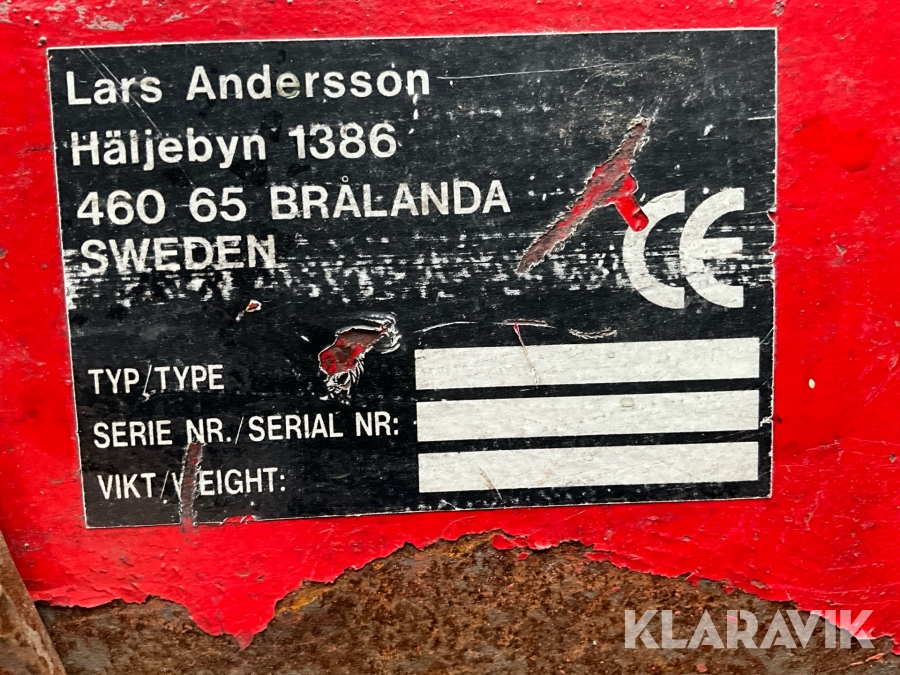 Lars Andersson
Häljebyn 1386
460 65 BRÅLANDA
SWEDEN
CE
TYP/TYPE
SERIE NR./SERIAL NR:
VIKT/WEIGHT:
KLARAVIK